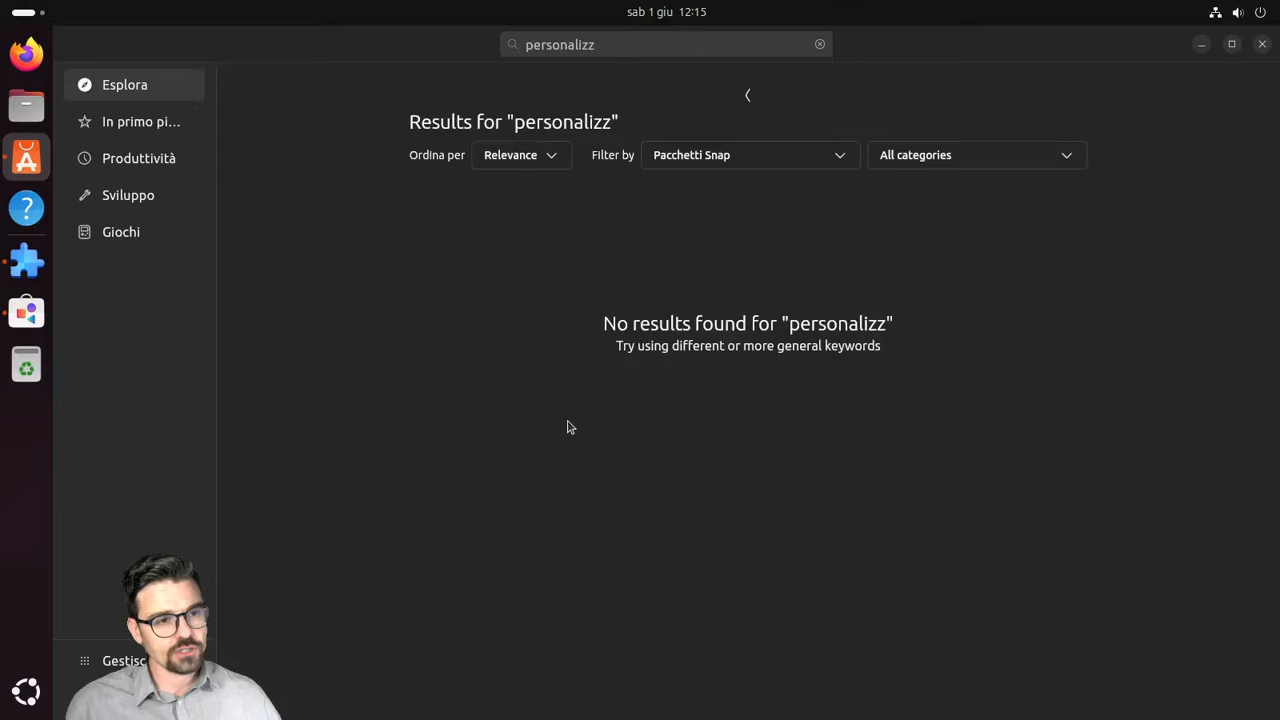 sab 1 giu 12:15
personalizz
Esplora
In primo pi...
Produttività
Sviluppo
Giochi
Results for "personalizz"
Ordina per
Relevance
Filter by
Pacchetti Snap
All categories
No results found for "personalizz"
Try using different or more general keywords
Gestisc